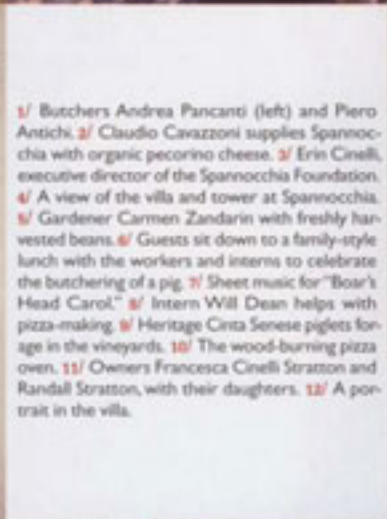 1/ Butchers Andrea Pancanti (left) and Piero
Antichi. 2/ Claudio Cavazzoni supplies Spannoc-
chia with organic pecorino cheese. 3/ Erin Cinelli,
executive director of the Spannocchia Foundation.
4/ A view of the villa and tower at Spannocchia.
5/ Gardener Carmen Zandarin with freshly har-
vested beans. 6/ Guests sit down to a family-style
lunch with the workers and interns to celebrate
the butchering of a pig. 7/ Sheet music for "Boar's
Head Carol." 8/ Intern Will Dean helps with
pizza-making. 9/ Heritage Cinta Senese piglets for-
age in the vineyards. 10/ The wood-burning pizza
oven. 11/ Owners Francesca Cinelli Stratton and
Randall Stratton, with their daughters. 12/ A por-
trait in the villa.